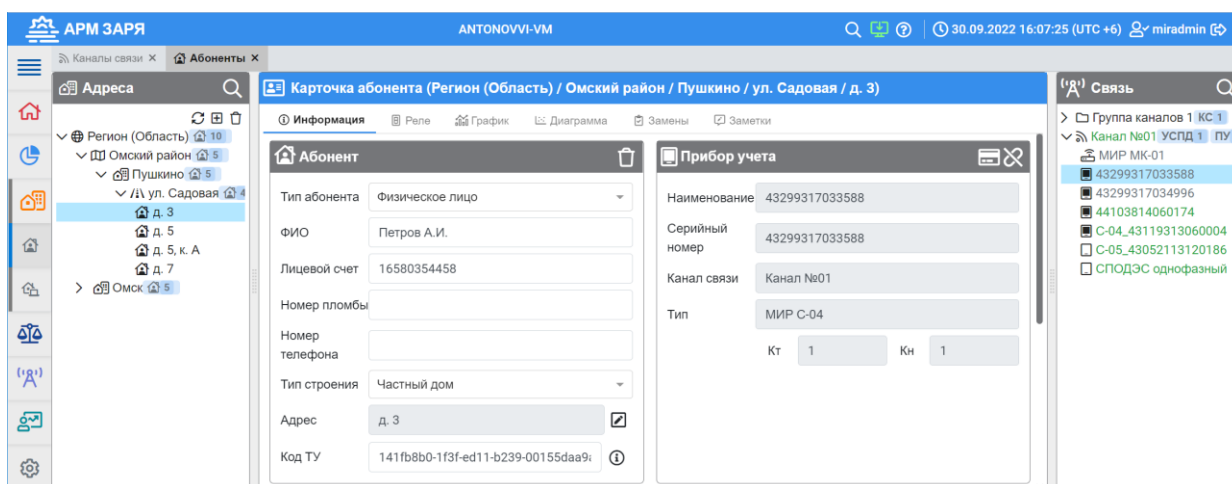 АРМ ЗАРЯ
ANTONOVVI-VM
30.09.2022 16:07:25 (UTC +6) miradmin
Каналы связи
Абоненты
Адреса
Регион (Область) 10
Омский район 5
Пушкино 5
ул. Садовая 4
д. 3
д. 5
д. 5, к. А
д. 7
Омск 5
Карточка абонента (Регион (Область) / Омский район / Пушкино / ул. Садовая / д. 3)
Информация
Реле
График
Диаграмма
Замены
Заметки
Абонент
Тип абонента Физическое лицо
ФИО Петров А.И.
Лицевой счет 16580354458
Номер пломбы
Номер
телефона
Тип строения Частный дом
Адрес д. 3
Код ТУ 141fb8b0-1f3f-ed11-b239-00155daa9a
Прибор учета
Наименование 43299317033588
Серийный
номер 43299317033588
Канал связи Канал №01
Тип МИР С-04
Кт 1 Кн 1
Связь
Группа каналов 1 КС 1
Канал №01 УСПД 1 ПУ
МИР МК-01
43299317033588
43299317034996
44103814060174
С-04_43119313060004
С-05_43052113120186
СПОДЭС однофазный